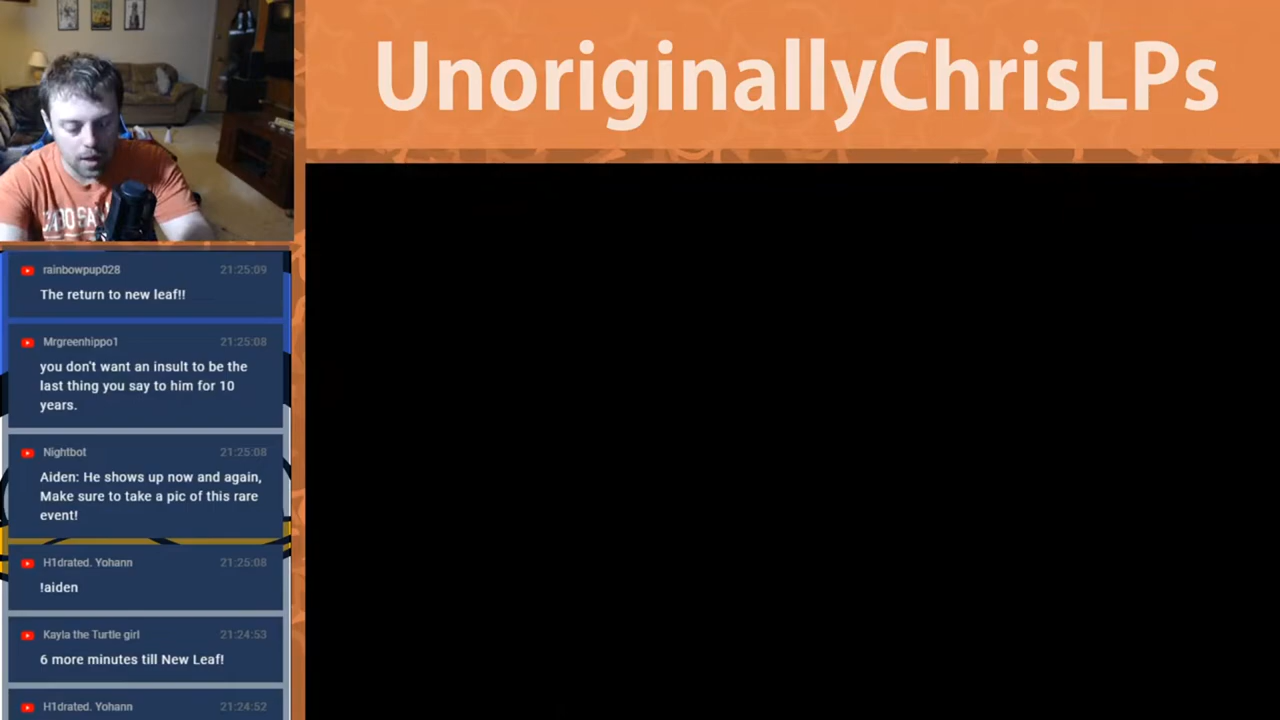 UnoriginallyChrisLPs
rainbowpup028 21:25:09
The return to new leaf!!
Mrgreenhippo1 21:25:08
you don't want an insult to be the
last thing you say to him for 10
years.
Nightbot 21:25:08
Aiden: He shows up now and again,
Make sure to take a pic of this rare
event!
H1drated. Yohann 21:25:08
!aiden
Kayla the Turtle girl 21:24:53
6 more minutes till New Leaf!
H1drated. Yohann 21:24:52